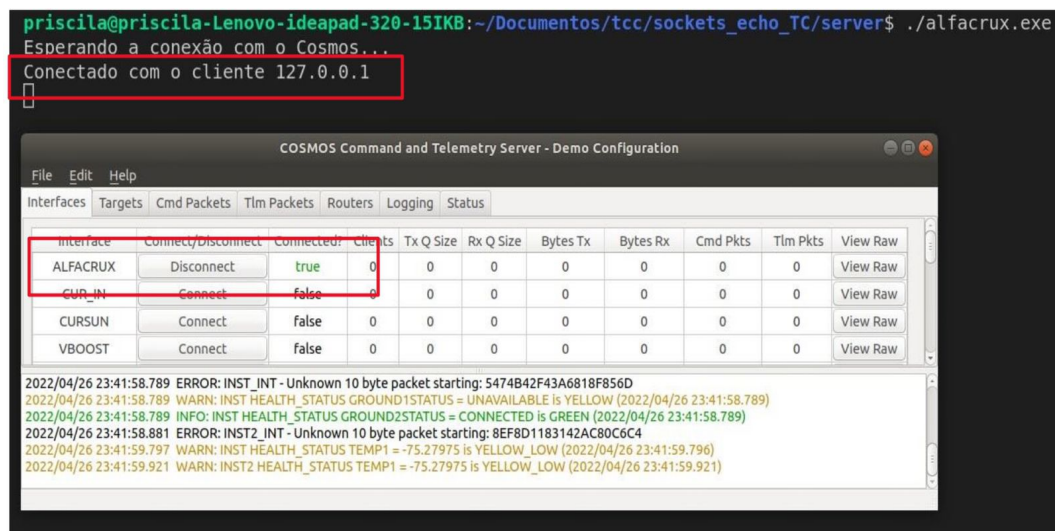 priscila@priscila-Lenovo-ideapad-320-15IKB:~/Documentos/tcc/sockets_echo_TC/server$ ./alfacrux.exe
Esperando a conexão com o Cosmos...
Conectado com o cliente 127.0.0.1
COSMOS Command and Telemetry Server - Demo Configuration
File Edit Help
Interfaces Targets Cmd Packets Tlm Packets Routers Logging Status
Interface Connect/Disconnect Connected? Clients Tx Q Size Rx Q Size Bytes Tx Bytes Rx Cmd Pkts Tlm Pkts View Raw
ALFACRUX Disconnect true 0 0 0 0 0 0 0 View Raw
CUR_IN Connect false 0 0 0 0 0 0 0 View Raw
CURSUN Connect false 0 0 0 0 0 0 0 View Raw
VBOOST Connect false 0 0 0 0 0 0 0 View Raw
2022/04/26 23:41:58.789 ERROR: INST_INT - Unknown 10 byte packet starting: 5474B42F43A6818F856D
2022/04/26 23:41:58.789 WARN: INST HEALTH_STATUS GROUND1STATUS = UNAVAILABLE is YELLOW (2022/04/26 23:41:58.789)
2022/04/26 23:41:58.789 INFO: INST HEALTH_STATUS GROUND2STATUS = CONNECTED is GREEN (2022/04/26 23:41:58.789)
2022/04/26 23:41:58.881 ERROR: INST2_INT - Unknown 10 byte packet starting: 8EF8D1183142AC80C6C4
2022/04/26 23:41:59.797 WARN: INST HEALTH_STATUS TEMP1 = -75.27975 is YELLOW_LOW (2022/04/26 23:41:59.796)
2022/04/26 23:41:59.921 WARN: INST2 HEALTH_STATUS TEMP1 = -75.27975 is YELLOW_LOW (2022/04/26 23:41:59.921)